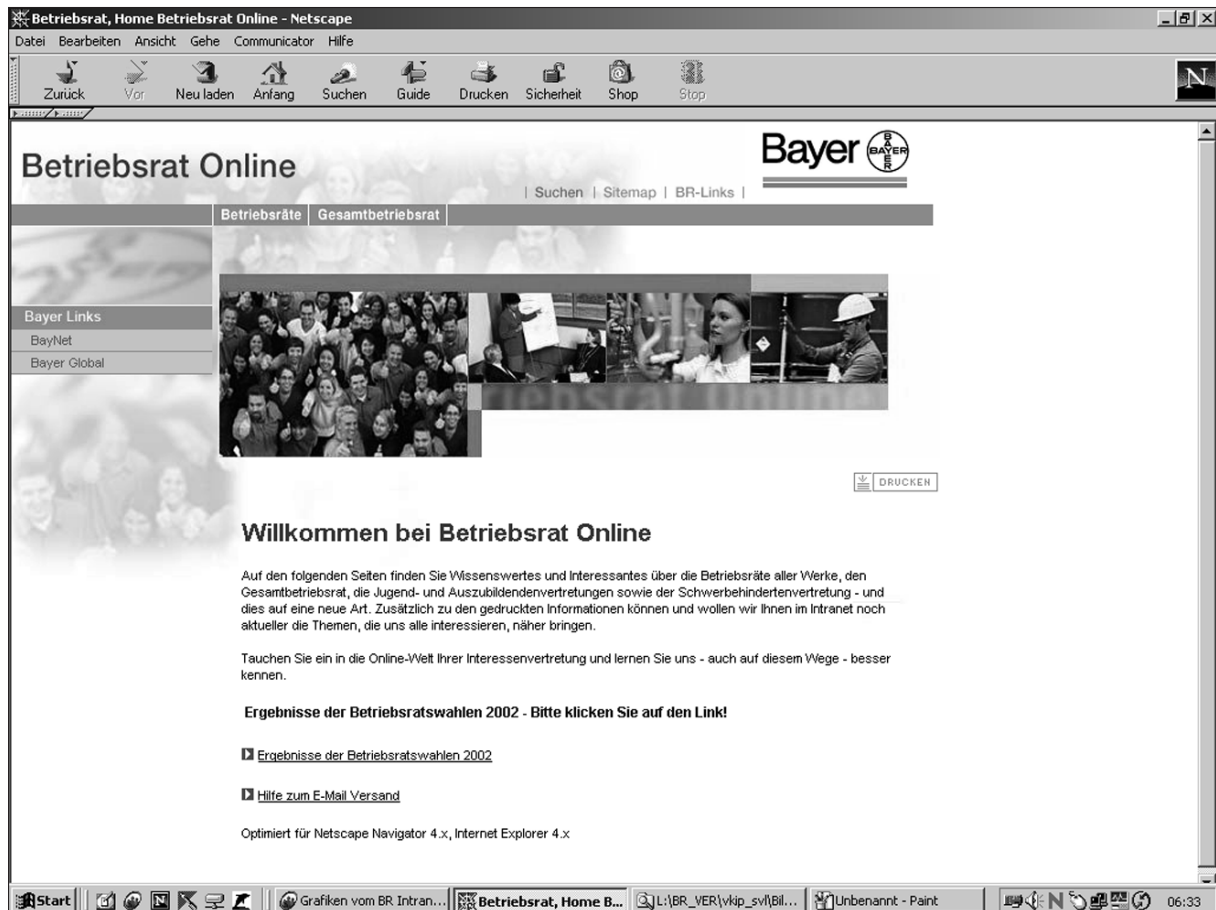 Betriebsrat, Home Betriebsrat Online - Netscape
Datei Bearbeiten Ansicht Gehe Communicator Hilfe
Zurück Vor Neu laden Anfang Suchen Guide Drucken Sicherheit Shop Stop
N
Betriebsrat Online
Bayer
BAYER
BAYER
| Suchen | Sitemap | BR-Links |
Betriebsräte Gesamtbetriebsrat
Bayer Links
BayNet
Bayer Global
DRUCKEN
Willkommen bei Betriebsrat Online
Auf den folgenden Seiten finden Sie Wissenswertes und Interessantes über die Betriebsräte aller Werke, den
Gesamtbetriebsrat, die Jugend- und Auszubildendenvertretungen sowie der Schwerbehindertenvertretung - und
dies auf eine neue Art. Zusätzlich zu den gedruckten Informationen können und wollen wir Ihnen im Intranet noch
aktueller die Themen, die uns alle interessieren, näher bringen.
Tauchen Sie ein in die Online-Welt Ihrer Interessenvertretung und lernen Sie uns - auch auf diesem Wege - besser
kennen.
Ergebnisse der Betriebsratswahlen 2002 - Bitte klicken Sie auf den Link!
Ergebnisse der Betriebsratswahlen 2002
Hilfe zum E-Mail Versand
Optimiert für Netscape Navigator 4.x, Internet Explorer 4.x
Start Grafiken vom BR Intran... Betriebsrat, Home B... L:\BR_VER\vkip_svl\Bil... Unbenannt - Paint 06:33